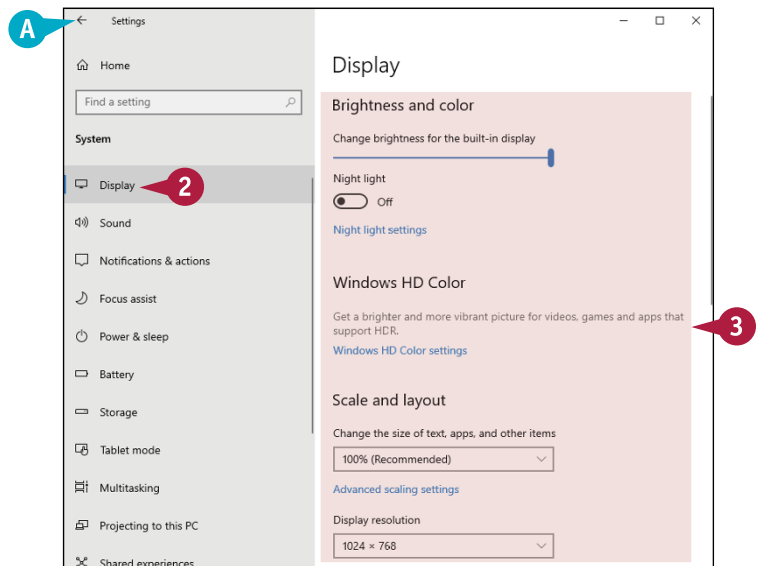 A
Settings
Home
Find a setting
System
Display
2
Sound
Notifications & actions
Focus assist
Power & sleep
Battery
Storage
Tablet mode
Multitasking
Projecting to this PC
Shared experiences
Display
Brightness and color
Change brightness for the built-in display
Night light
Off
Night light settings
Windows HD Color
Get a brighter and more vibrant picture for videos, games and apps that
support HDR.
3
Windows HD Color settings
Scale and layout
Change the size of text, apps, and other items
100% (Recommended)
Advanced scaling settings
Display resolution
1024 × 768